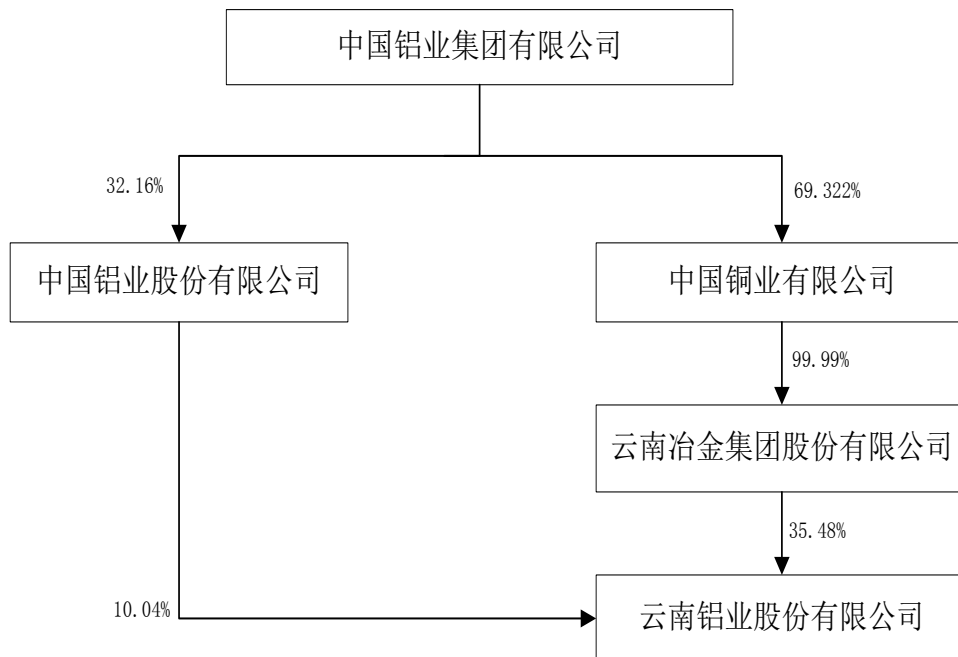 中国铝业集团有限公司
32.16%
69.322%
中国铝业股份有限公司
中国铜业有限公司
99.99%
云南冶金集团股份有限公司
35.48%
10.04%
云南铝业股份有限公司